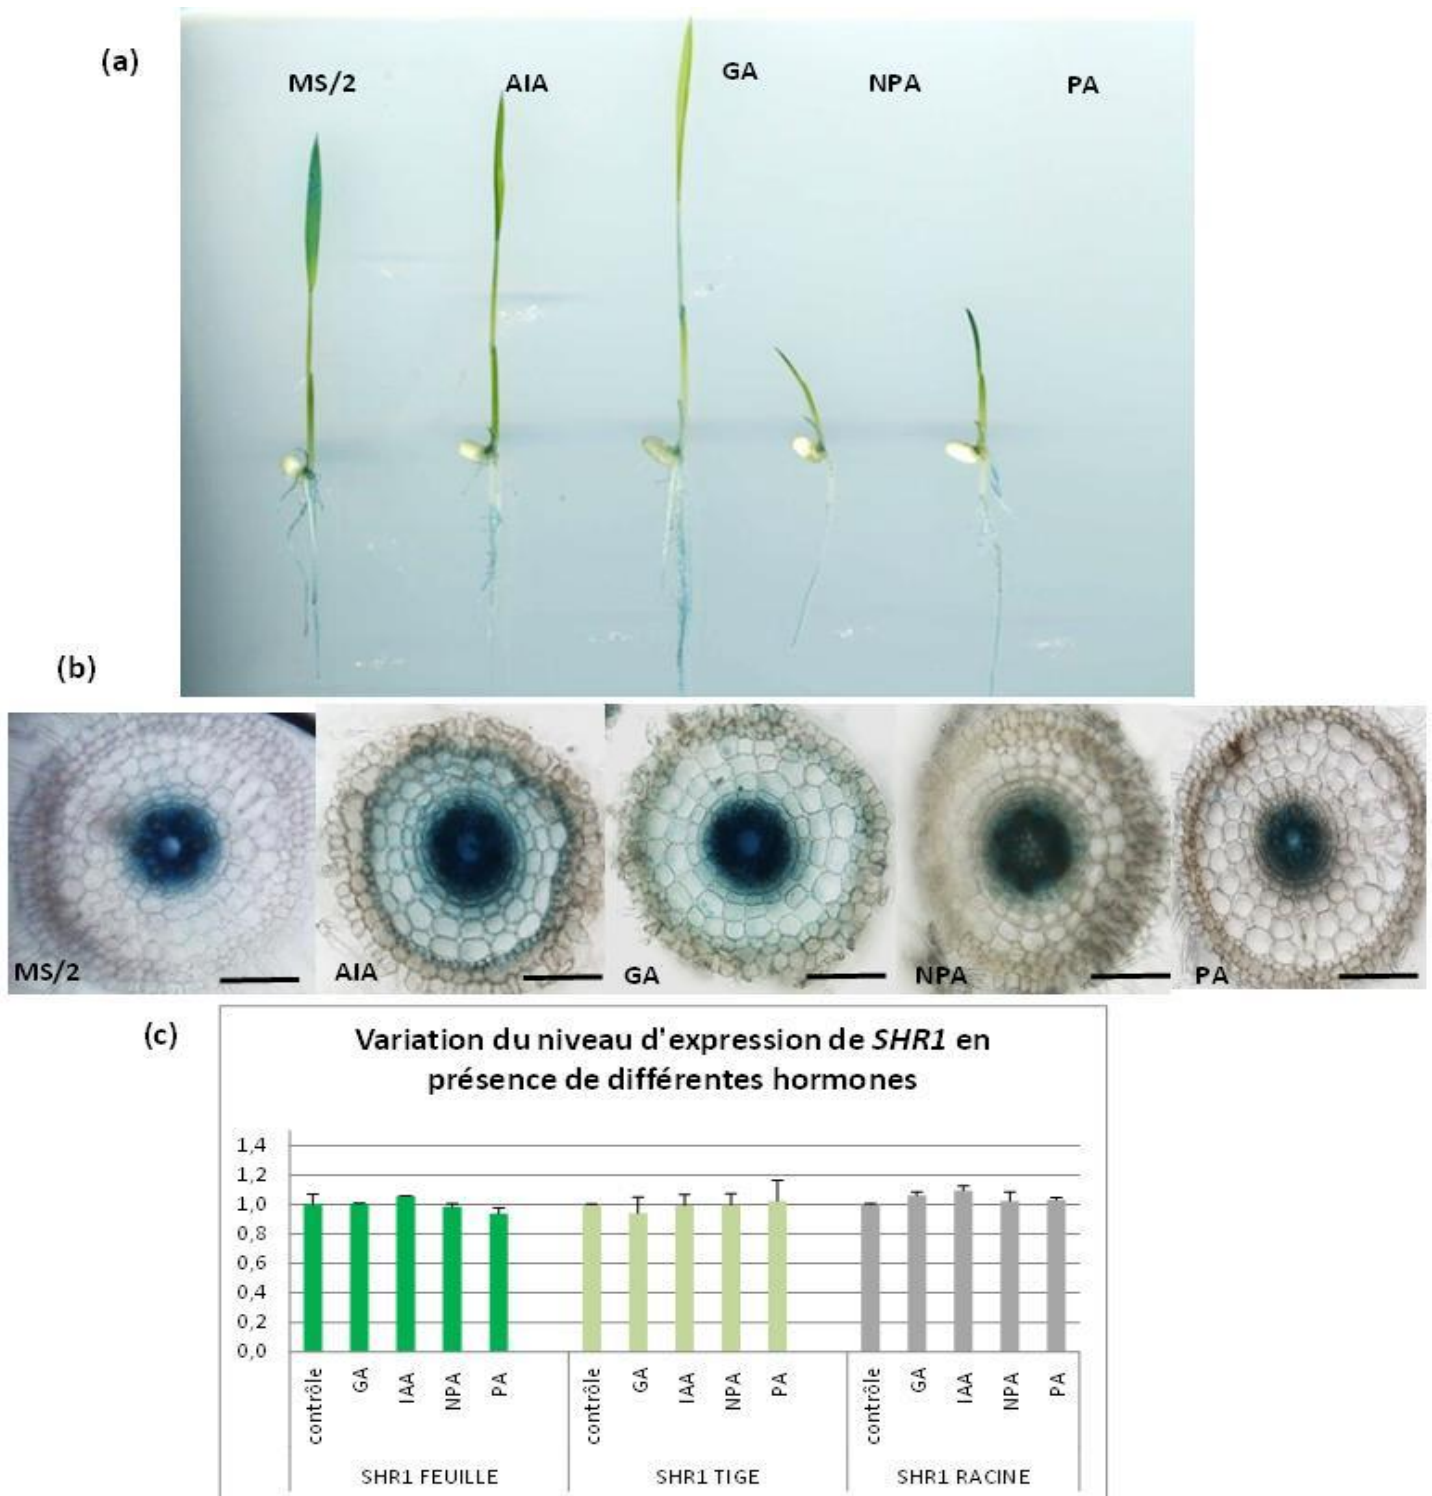 (a)
MS/2 AIA GA NPA PA
(b)
MS/2 AIA GA NPA PA
(c)
Variation du niveau d'expression de SHR1 en
présence de différentes hormones
1,4
1,2
1,0
0,8
0,6
0,4
0,2
0,0
contrôle GA IAA NPA PA contrôle GA IAA NPA PA contrôle GA IAA NPA PA
SHR1 FEUILLE SHR1 TIGE SHR1 RACINE